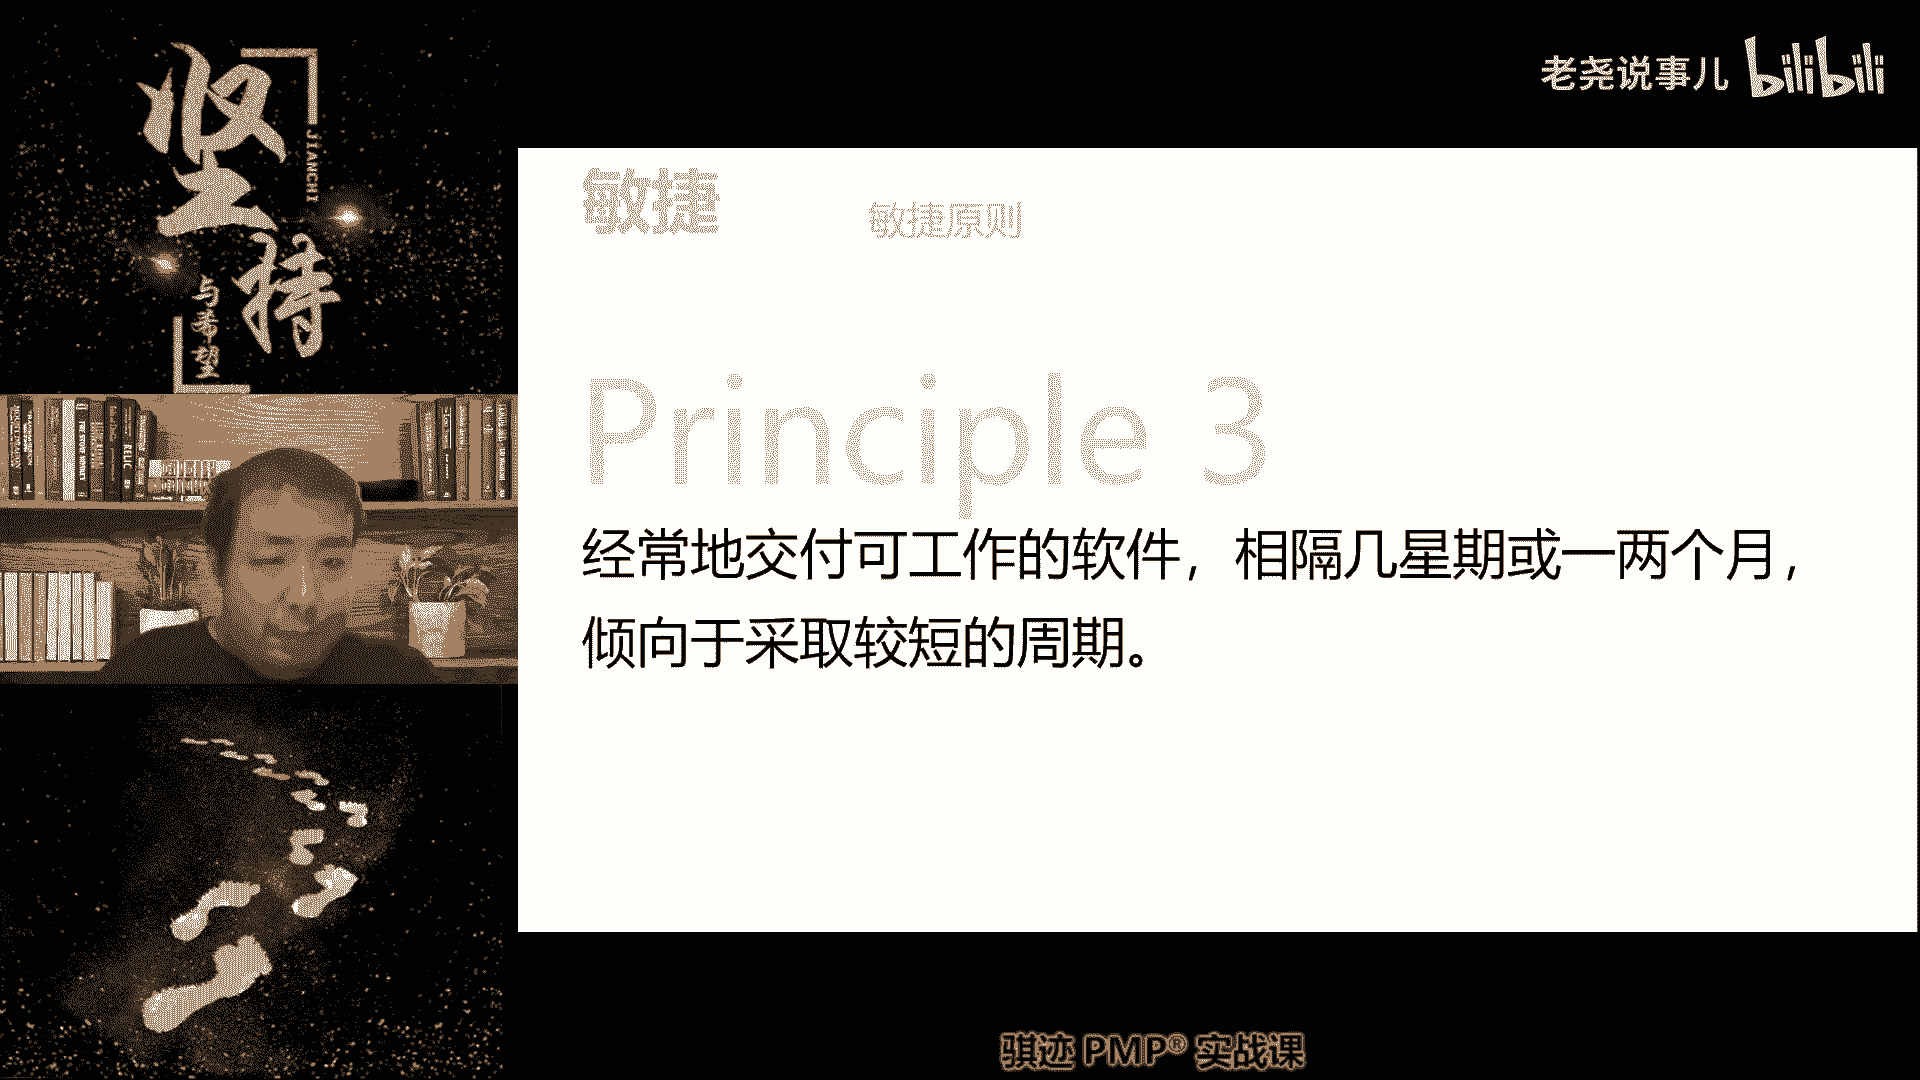 坚持
JIANCHI
与希望
老尧说事儿 bilibili
敏捷
敏捷原则
Principle 3
经常地交付可工作的软件，相隔几星期或一两个月，
倾向于采取较短的周期。
骐迹 PMP® 实战课